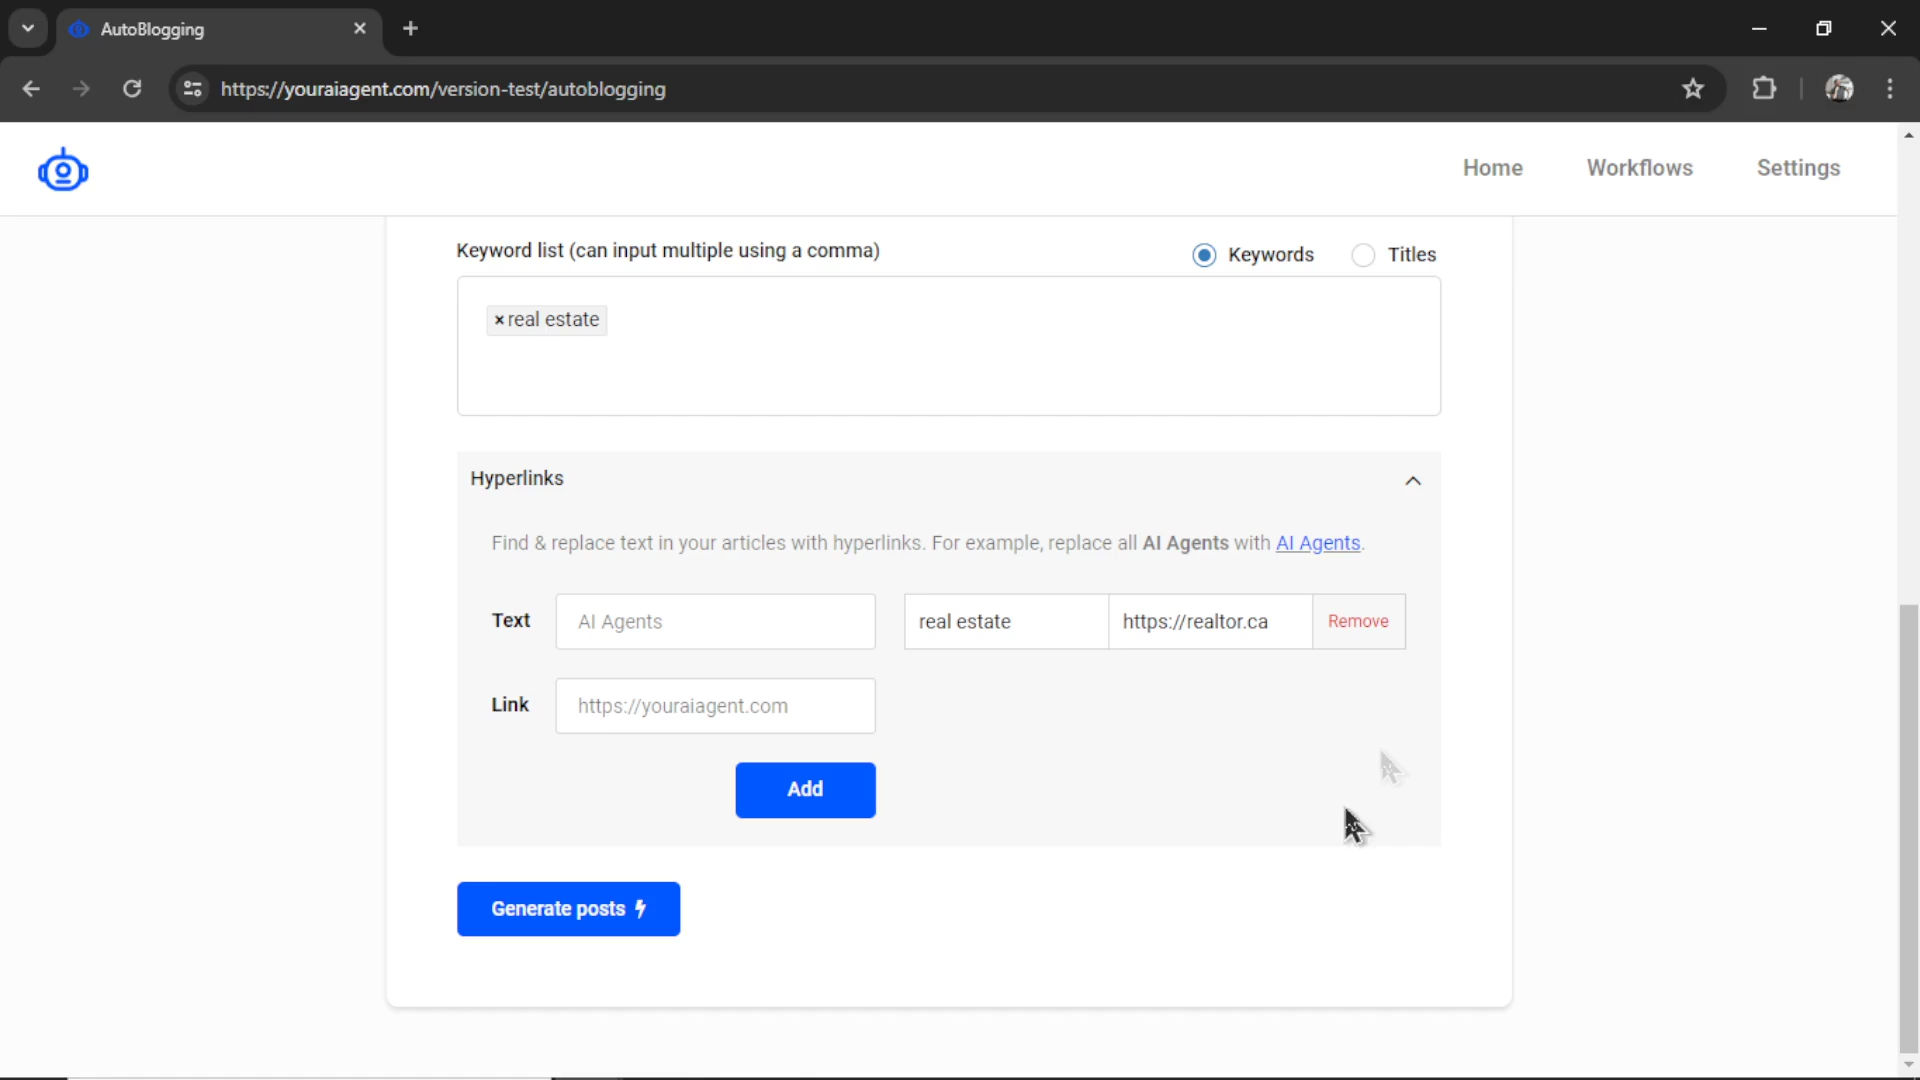 AutoBlogging
https://youraiagent.com/version-test/autoblogging
Home Workflows Settings
Keyword list (can input multiple using a comma) Keywords Titles
×real estate
Hyperlinks
Find & replace text in your articles with hyperlinks. For example, replace all AI Agents with AI Agents.
Text AI Agents real estate https://realtor.ca Remove
Link https://youraiagent.com
Add
Generate posts